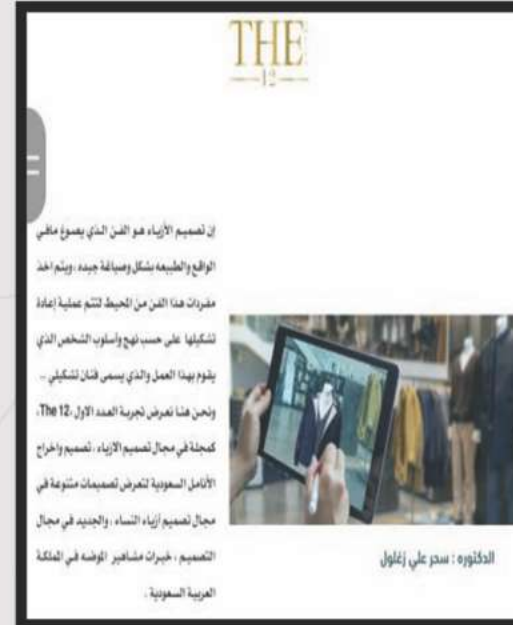 THE
12
إن تصميم الأزياء هو الفن الذي يصوغ مافي
الواقع والطبيعه بشكل وصياغة جيده ، ويتم اخذ
مفردات هذا الفن من المحيط لتتم عملية إعادة
تشكيلها على حسب نهج وأسلوب الشخص الذي
يقوم بهذا العمل والذي يسمى فنان تشكيلي ..
ونحن هنا نعرض تجربة العدد الاول ،The 12،
كمجلة في مجال تصميم الازياء ، تصميم واخراج
الأنامل السعودية لتعرض تصميمات متنوعة في
مجال تصميم أزياء النساء ، والجديد في مجال
التصميم ، خبرات مشاهير الموضه في المملكة
العربية السعودية .
الدكتوره : سحر علي زغلول